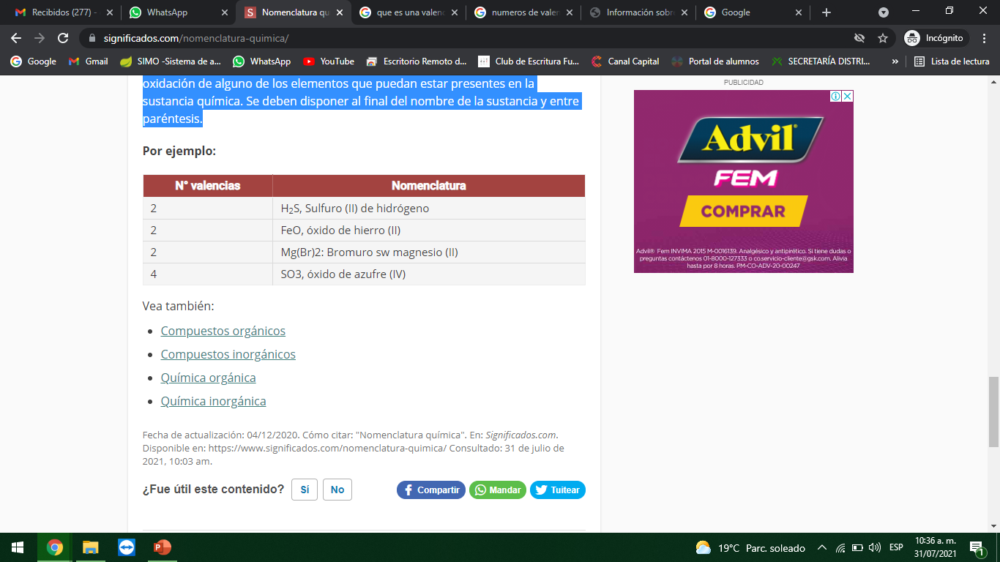 Recibidos (277) -
WhatsApp
Nomenclatura qu
que es una valenc
numeros de valen
Información sobr
Google
significados.com/nomenclatura-quimica/
Incógnito
Google
Gmail
SIMO -Sistema de a...
WhatsApp
YouTube
Escritorio Remoto d...
Club de Escritura Fu...
Canal Capital
Portal de alumnos
SECRETARÍA DISTRI...
»
Lista de lectura
oxidación de alguno de los elementos que puedan estar presentes en la
sustancia química. Se deben disponer al final del nombre de la sustancia y entre
paréntesis.
Por ejemplo:
N° valencias Nomenclatura
2 H₂S, Sulfuro (II) de hidrógeno
2 FeO, óxido de hierro (II)
2 Mg(Br)2: Bromuro sw magnesio (II)
4 SO3, óxido de azufre (IV)
Vea también:
• Compuestos orgánicos
• Compuestos inorgánicos
• Química orgánica
• Química inorgánica
Fecha de actualización: 04/12/2020. Cómo citar: "Nomenclatura química". En: Significados.com.
Disponible en: https://www.significados.com/nomenclatura-quimica/ Consultado: 31 de julio de
2021, 10:03 am.
¿Fue útil este contenido? Sí No
Compartir Mandar Tuitear
PUBLICIDAD
Advil®
FEM
COMPRAR
Advil® Fem INVIMA 2015 M-0016139. Analgésico y antipirético. Si tiene dudas o
preguntas contáctenos 01-8000-127333 o co.servicio-cliente@gsk.com. Alivia
hasta por 8 horas. PM-CO-ADV-20-00247
19°C Parc. soleado
ESP
10:36 a. m.
31/07/2021
1